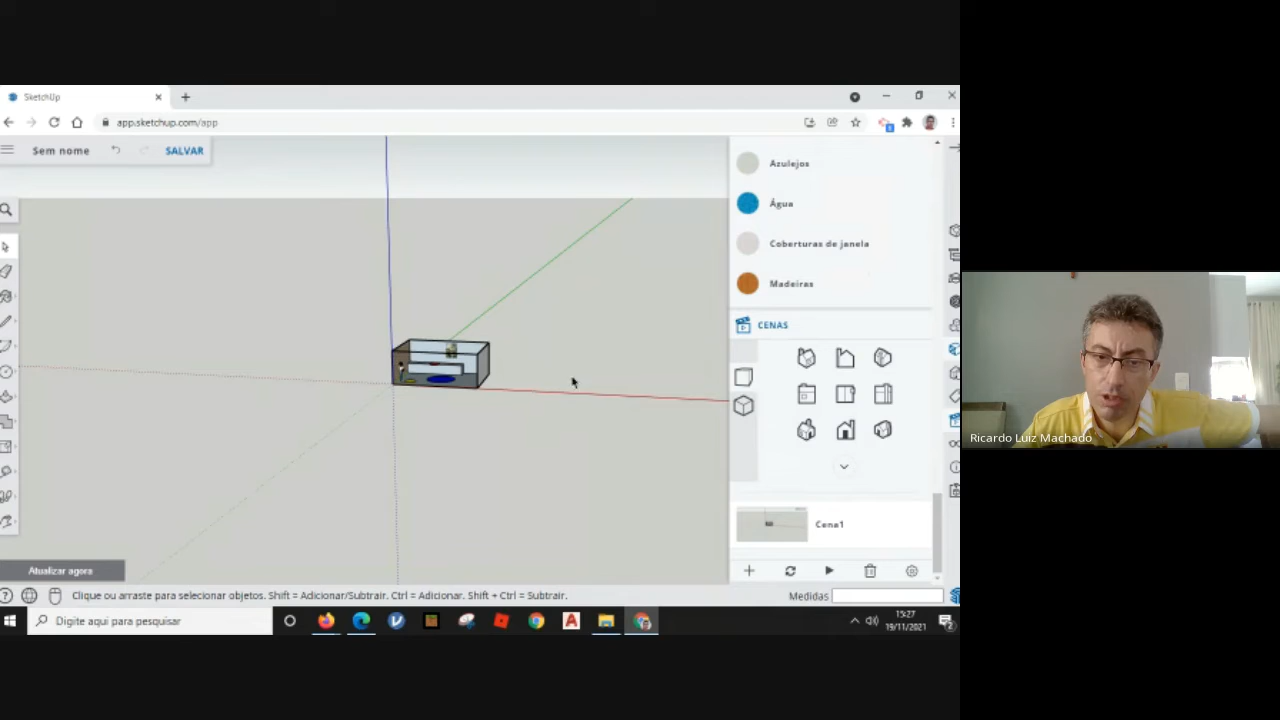 SketchUp
app.sketchup.com/app
Sem nome
SALVAR
Azulejos
Água
Coberturas de janela
Madeiras
CENAS
Cena1
Atualizar agora
Clique ou arraste para selecionar objetos. Shift = Adicionar/Subtrair. Ctrl = Adicionar. Shift + Ctrl = Subtrair.
Medidas
Digite aqui para pesquisar
15:27
19/11/2021
Ricardo Luiz Machado